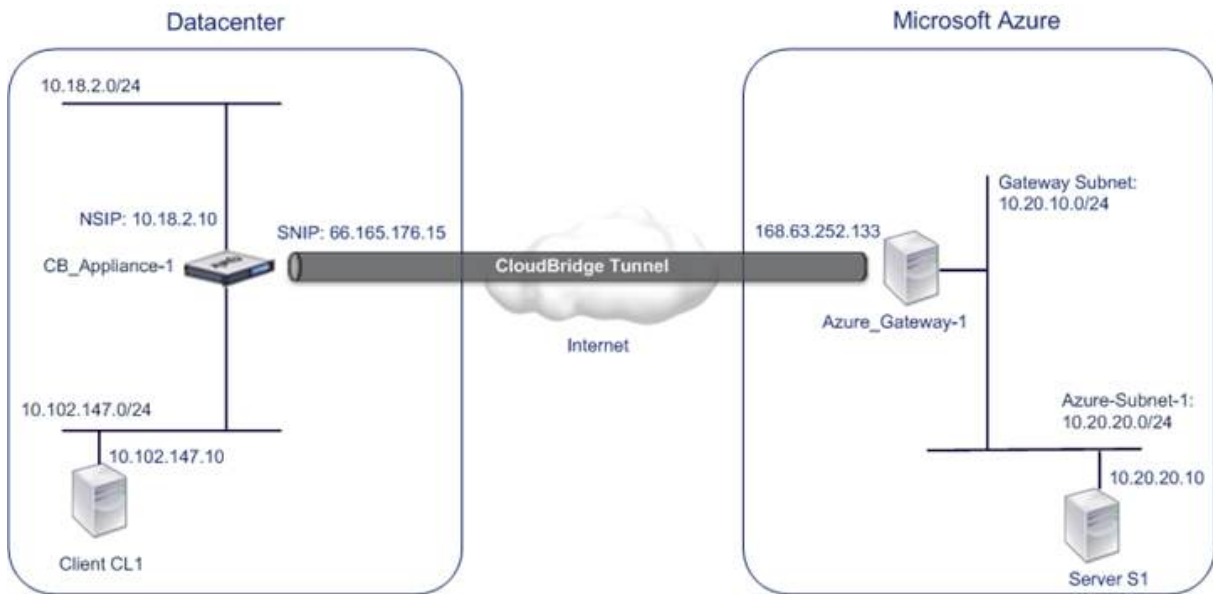 Datacenter
Microsoft Azure
10.18.2.0/24
NSIP: 10.18.2.10
CB_Appliance-1
SNIP: 66.165.176.15
CloudBridge Tunnel
Internet
168.63.252.133
Azure_Gateway-1
Gateway Subnet:
10.20.10.0/24
10.102.147.0/24
10.102.147.10
Client CL1
Azure-Subnet-1:
10.20.20.0/24
10.20.20.10
Server S1